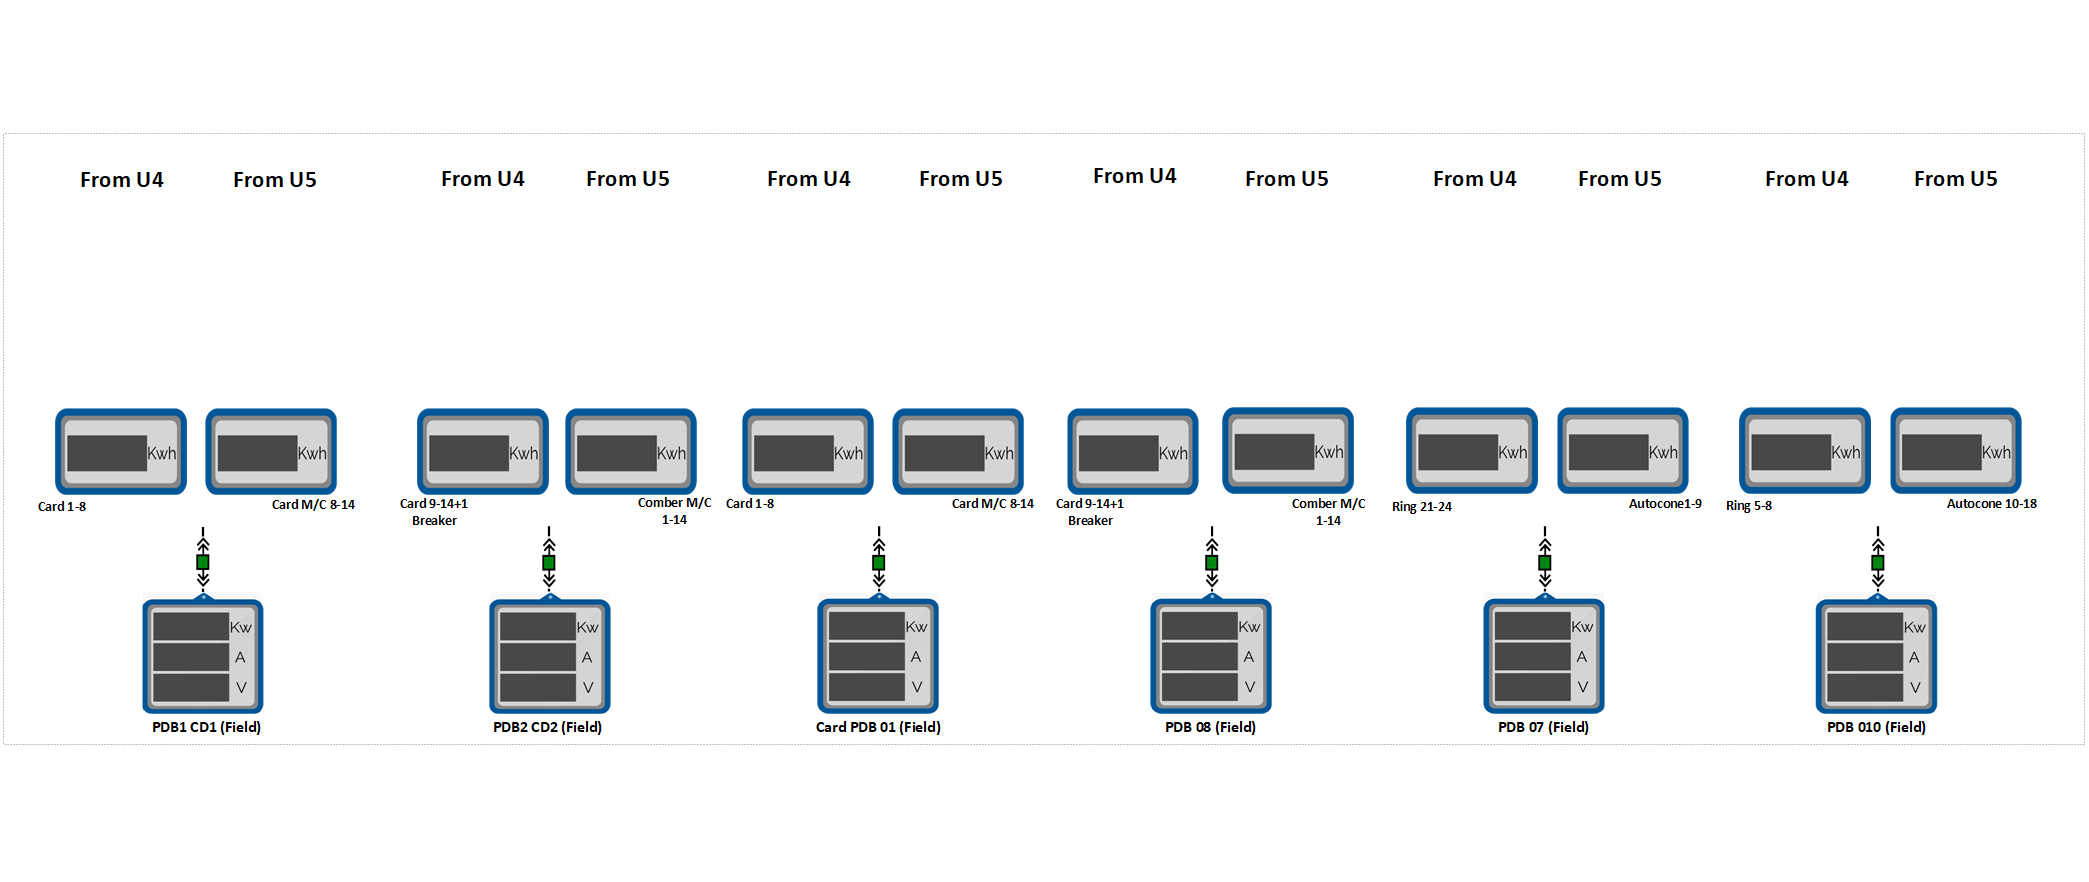 From U4
From U5
From U4
From U5
From U4
From U5
From U4
From U5
From U4
From U5
From U4
From U5
Kwh
Kwh
Kwh
Kwh
Kwh
Kwh
Kwh
Kwh
Kwh
Kwh
Kwh
Kwh
Card 1-8
Card M/C 8-14
Card 9-14+1
Breaker
Comber M/C
1-14
Card 1-8
Card M/C 8-14
Card 9-14+1
Breaker
Comber M/C
1-14
Ring 21-24
Autocone1-9
Ring 5-8
Autocone 10-18
Kw
A
V
PDB1 CD1 (Field)
Kw
A
V
PDB2 CD2 (Field)
Kw
A
V
Card PDB 01 (Field)
Kw
A
V
PDB 08 (Field)
Kw
A
V
PDB 07 (Field)
Kw
A
V
PDB 010 (Field)